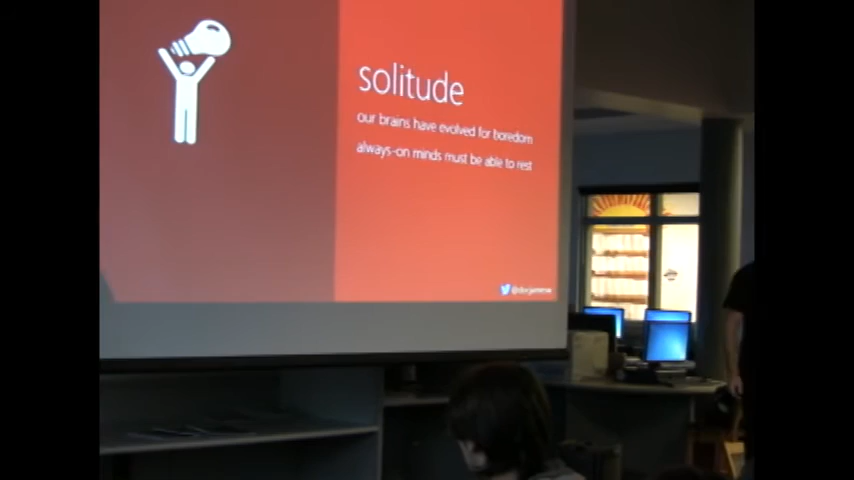 solitude
our brains have evolved for boredom
always-on minds must be able to rest